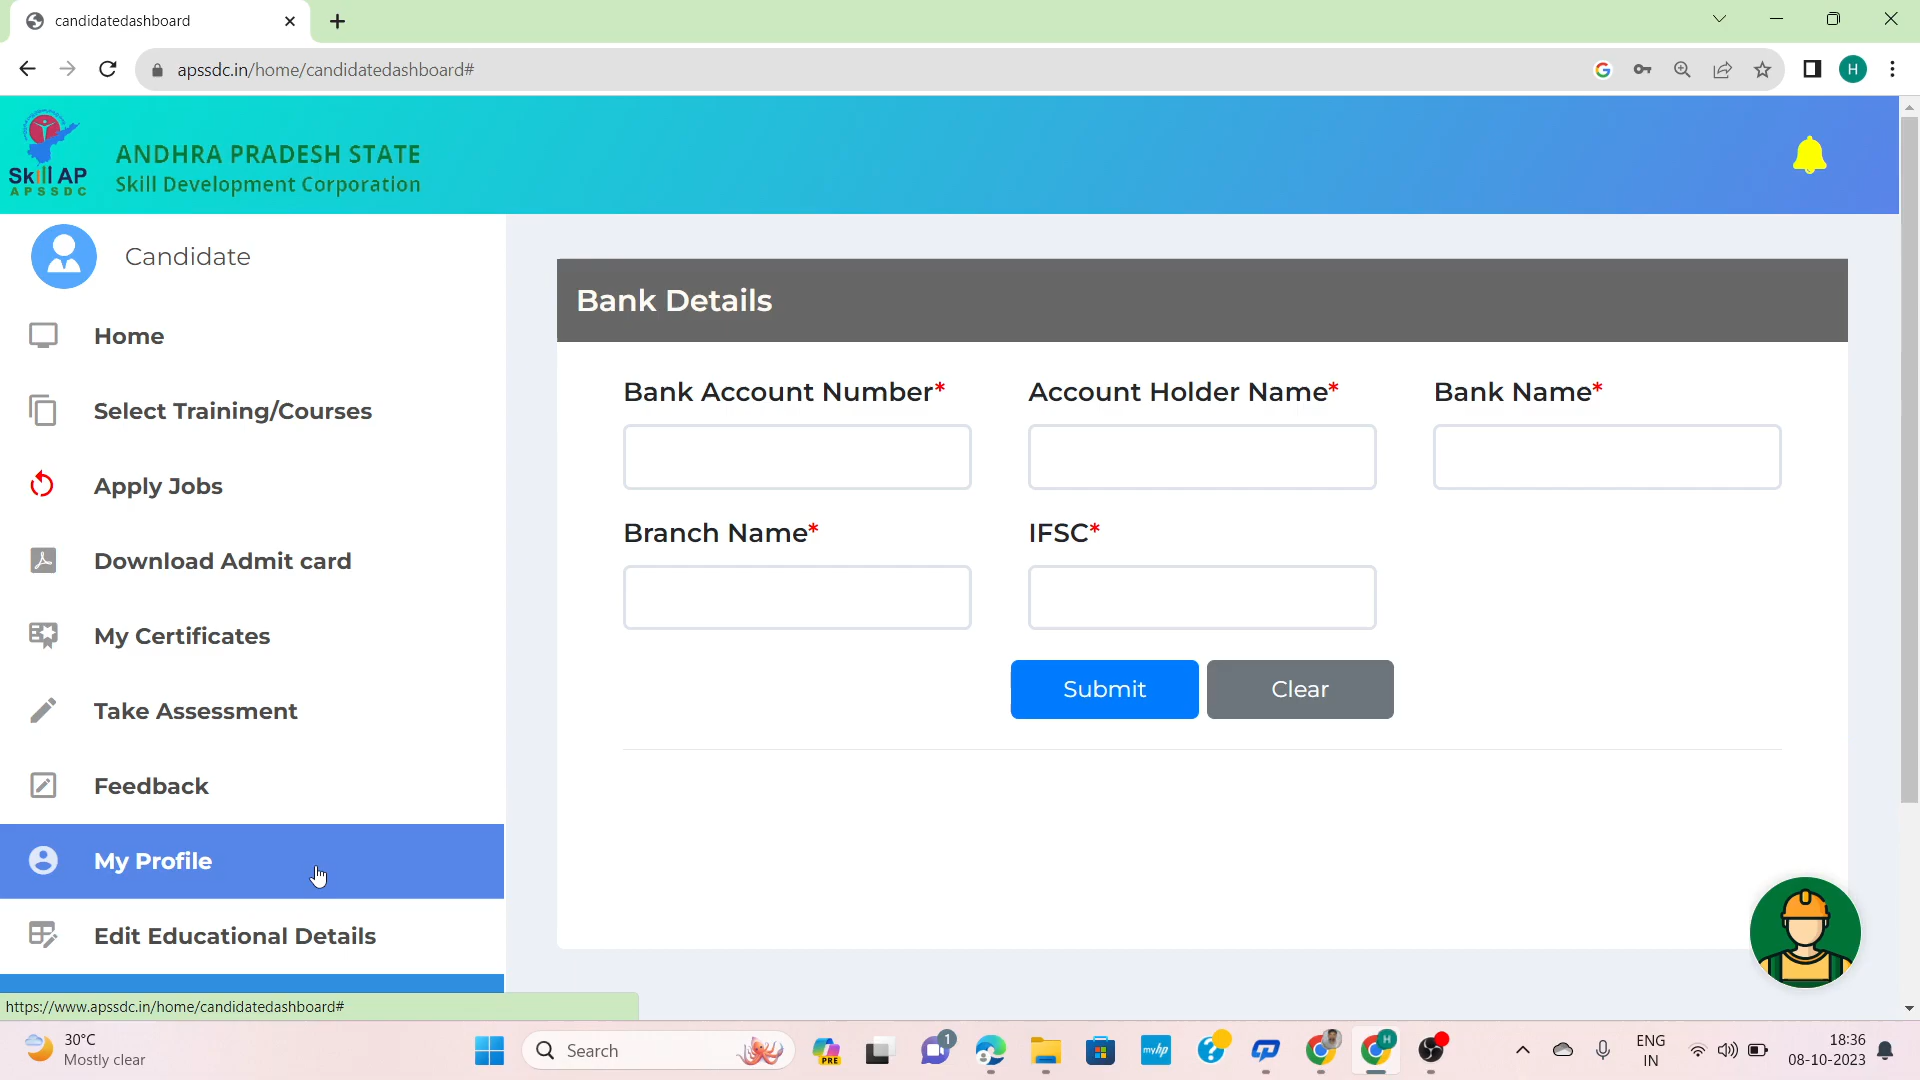 candidatedashboard
apssdc.in/home/candidatedashboard#
H
Skill AP
APSSDC
ANDHRA PRADESH STATE
Skill Development Corporation
Candidate
Home
Select Training/Courses
Apply Jobs
Download Admit card
My Certificates
Take Assessment
Feedback
My Profile
Edit Educational Details
Bank Details
Bank Account Number*
Account Holder Name*
Bank Name*
Branch Name*
IFSC*
Submit
Clear
https://www.apssdc.in/home/candidatedashboard#
30°C
Mostly clear
Search
PRE
1
myhp
H
ENG
IN
18:36
08-10-2023